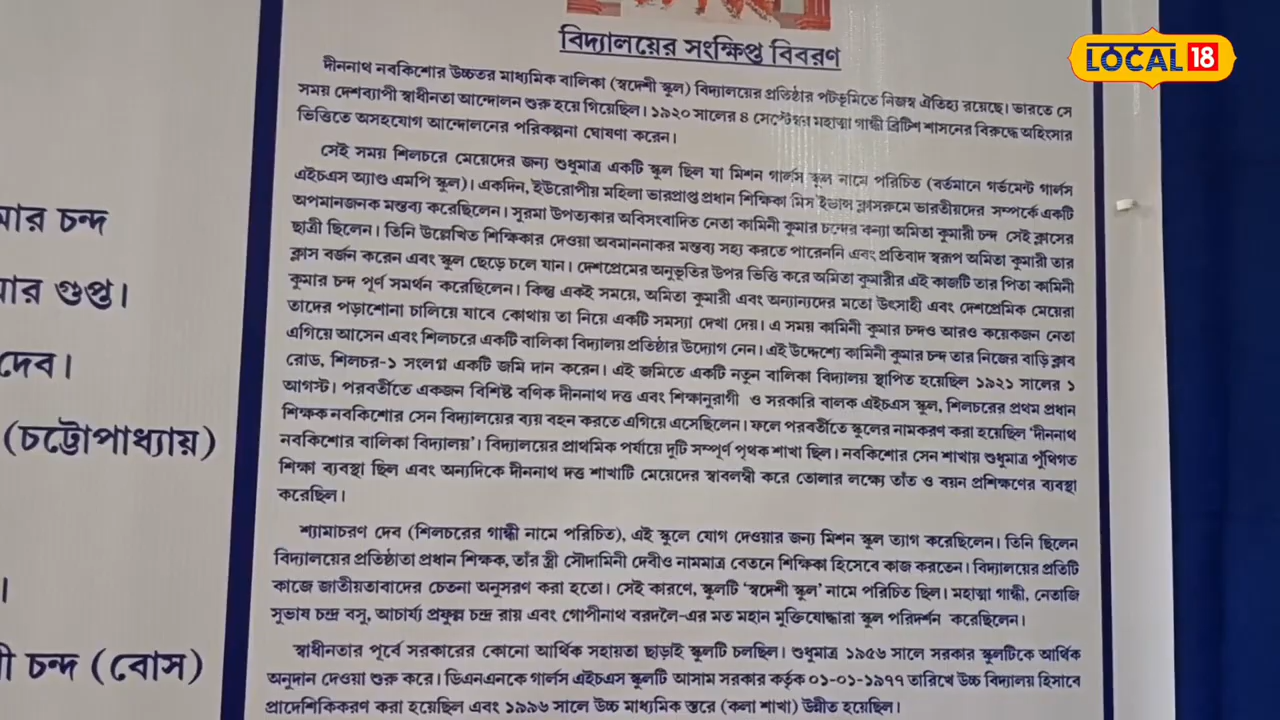 LOCAL 18
বিদ্যালয়ের সংক্ষিপ্ত বিবরণ
দীননাথ নবকিশোর উচ্চতর মাধ্যমিক বালিকা (স্বদেশী স্কুল) বিদ্যালয়ের প্রতিষ্ঠার পটভূমিতে নিজস্ব ঐতিহ্য রয়েছে। ভারতে সে
সময় দেশব্যাপী স্বাধীনতা আন্দোলন শুরু হয়ে গিয়েছিল। ১৯২০ সালের ৪ সেপ্টেম্বর মহাত্মা গান্ধী ব্রিটিশ শাসনের বিরুদ্ধে অহিংসার
ভিত্তিতে অসহযোগ আন্দোলনের পরিকল্পনা ঘোষণা করেন।
সেই সময় শিলচরে মেয়েদের জন্য শুধুমাত্র একটি স্কুল ছিল যা মিশন গার্লস স্কুল নামে পরিচিত (বর্তমানে গর্ভমেন্ট গার্লস
এইচএস অ্যাণ্ড এমপি স্কুল)। একদিন, ইউরোপীয় মহিলা ভারপ্রাপ্ত প্রধান শিক্ষিকা মিস ইভান্স ক্লাসরুমে ভারতীয়দের সম্পর্কে একটি
অপমানজনক মন্তব্য করেছিলেন। সুরমা উপত্যকার অবিসংবাদিত নেতা কামিনী কুমার চন্দের কন্যা অমিতা কুমারী চন্দ সেই ক্লাসের
ছাত্রী ছিলেন। তিনি উল্লেখিত শিক্ষিকার দেওয়া অবমাননাকর মন্তব্য সহ্য করতে পারেননি এবং প্রতিবাদ স্বরূপ অমিতা কুমারী তার
ক্লাস বর্জন করেন এবং স্কুল ছেড়ে চলে যান। দেশপ্রেমের অনুভূতির উপর ভিত্তি করে অমিতা কুমারীর এই কাজটি তার পিতা কামিনী
কুমার চন্দ পূর্ণ সমর্থন করেছিলেন। কিন্তু একই সময়ে, অমিতা কুমারী এবং অন্যান্যদের মতো উৎসাহী এবং দেশপ্রেমিক মেয়েরা
তাদের পড়াশোনা চালিয়ে যাবে কোথায় তা নিয়ে একটি সমস্যা দেখা দেয়। এ সময় কামিনী কুমার চন্দও আরও কয়েকজন নেতা
এগিয়ে আসেন এবং শিলচরে একটি বালিকা বিদ্যালয় প্রতিষ্ঠার উদ্যোগ নেন। এই উদ্দেশ্যে কামিনী কুমার চন্দ তার নিজের বাড়ি ক্লাব
রোড, শিলচর-১ সংলগ্ন একটি জমি দান করেন। এই জমিতে একটি নতুন বালিকা বিদ্যালয় স্থাপিত হয়েছিল ১৯২১ সালের ১
আগস্ট। পরবর্তীতে একজন বিশিষ্ট বণিক দীননাথ দত্ত এবং শিক্ষানুরাগী ও সরকারি বালক এইচএস স্কুল, শিলচরের প্রথম প্রধান
শিক্ষক নবকিশোর সেন বিদ্যালয়ের ব্যয় বহন করতে এগিয়ে এসেছিলেন। ফলে পরবর্তীতে স্কুলের নামকরণ করা হয়েছিল ‘দীননাথ
নবকিশোর বালিকা বিদ্যালয়’। বিদ্যালয়ের প্রাথমিক পর্যায়ে দুটি সম্পূর্ণ পৃথক শাখা ছিল। নবকিশোর সেন শাখায় শুধুমাত্র পুঁথিগত
শিক্ষা ব্যবস্থা ছিল এবং অন্যদিকে দীননাথ দত্ত শাখাটি মেয়েদের স্বাবলম্বী করে তোলার লক্ষ্যে তাঁত ও বয়ন প্রশিক্ষণের ব্যবস্থা
করেছিল।
শ্যামাচরণ দেব (শিলচরের গান্ধী নামে পরিচিত), এই স্কুলে যোগ দেওয়ার জন্য মিশন স্কুল ত্যাগ করেছিলেন। তিনি ছিলেন
বিদ্যালয়ের প্রতিষ্ঠাতা প্রধান শিক্ষক, তাঁর স্ত্রী সৌদামিনী দেবীও নামমাত্র বেতনে শিক্ষিকা হিসেবে কাজ করতেন। বিদ্যালয়ের প্রতিটি
কাজে জাতীয়তাবাদের চেতনা অনুসরণ করা হতো। সেই কারণে, স্কুলটি ‘স্বদেশী স্কুল’ নামে পরিচিত ছিল। মহাত্মা গান্ধী, নেতাজি
সুভাষ চন্দ্র বসু, আচার্য্য প্রফুল্ল চন্দ্র রায় এবং গোপীনাথ বরদলৈ-এর মত মহান মুক্তিযোদ্ধারা স্কুল পরিদর্শন করেছিলেন।
স্বাধীনতার পূর্বে সরকারের কোনো আর্থিক সহায়তা ছাড়াই স্কুলটি চলছিল। শুধুমাত্র ১৯৫৬ সালে সরকার স্কুলটিকে আর্থিক
অনুদান দেওয়া শুরু করে। ডিএনএনকে গার্লস এইচএস স্কুলটি আসাম সরকার কর্তৃক ০১-০১-১৯৭৭ তারিখে উচ্চ বিদ্যালয় হিসাবে
প্রাদেশিকিকরণ করা হয়েছিল এবং ১৯৯৬ সালে উচ্চ মাধ্যমিক স্তরে (কলা শাখা) উন্নীত হয়েছিল।
মার চন্দ
মার গুপ্ত।
দেব।
(চট্টোপাধ্যায়)
চন্দ (বোস)